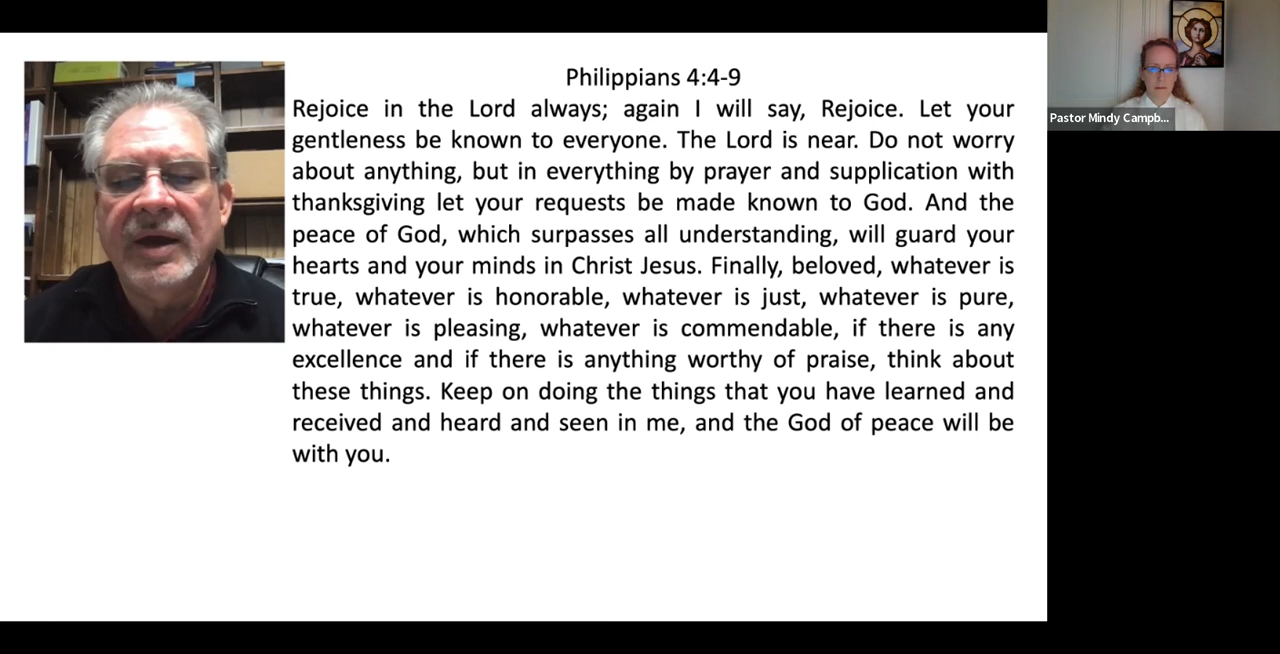 Philippians 4:4-9
Rejoice in the Lord always; again I will say, Rejoice. Let your
gentleness be known to everyone. The Lord is near. Do not worry
about anything, but in everything by prayer and supplication with
thanksgiving let your requests be made known to God. And the
peace of God, which surpasses all understanding, will guard your
hearts and your minds in Christ Jesus. Finally, beloved, whatever is
true, whatever is honorable, whatever is just, whatever is pure,
whatever is pleasing, whatever is commendable, if there is any
excellence and if there is anything worthy of praise, think about
these things. Keep on doing the things that you have learned and
received and heard and seen in me, and the God of peace will be
with you.
Pastor Mindy Campb...